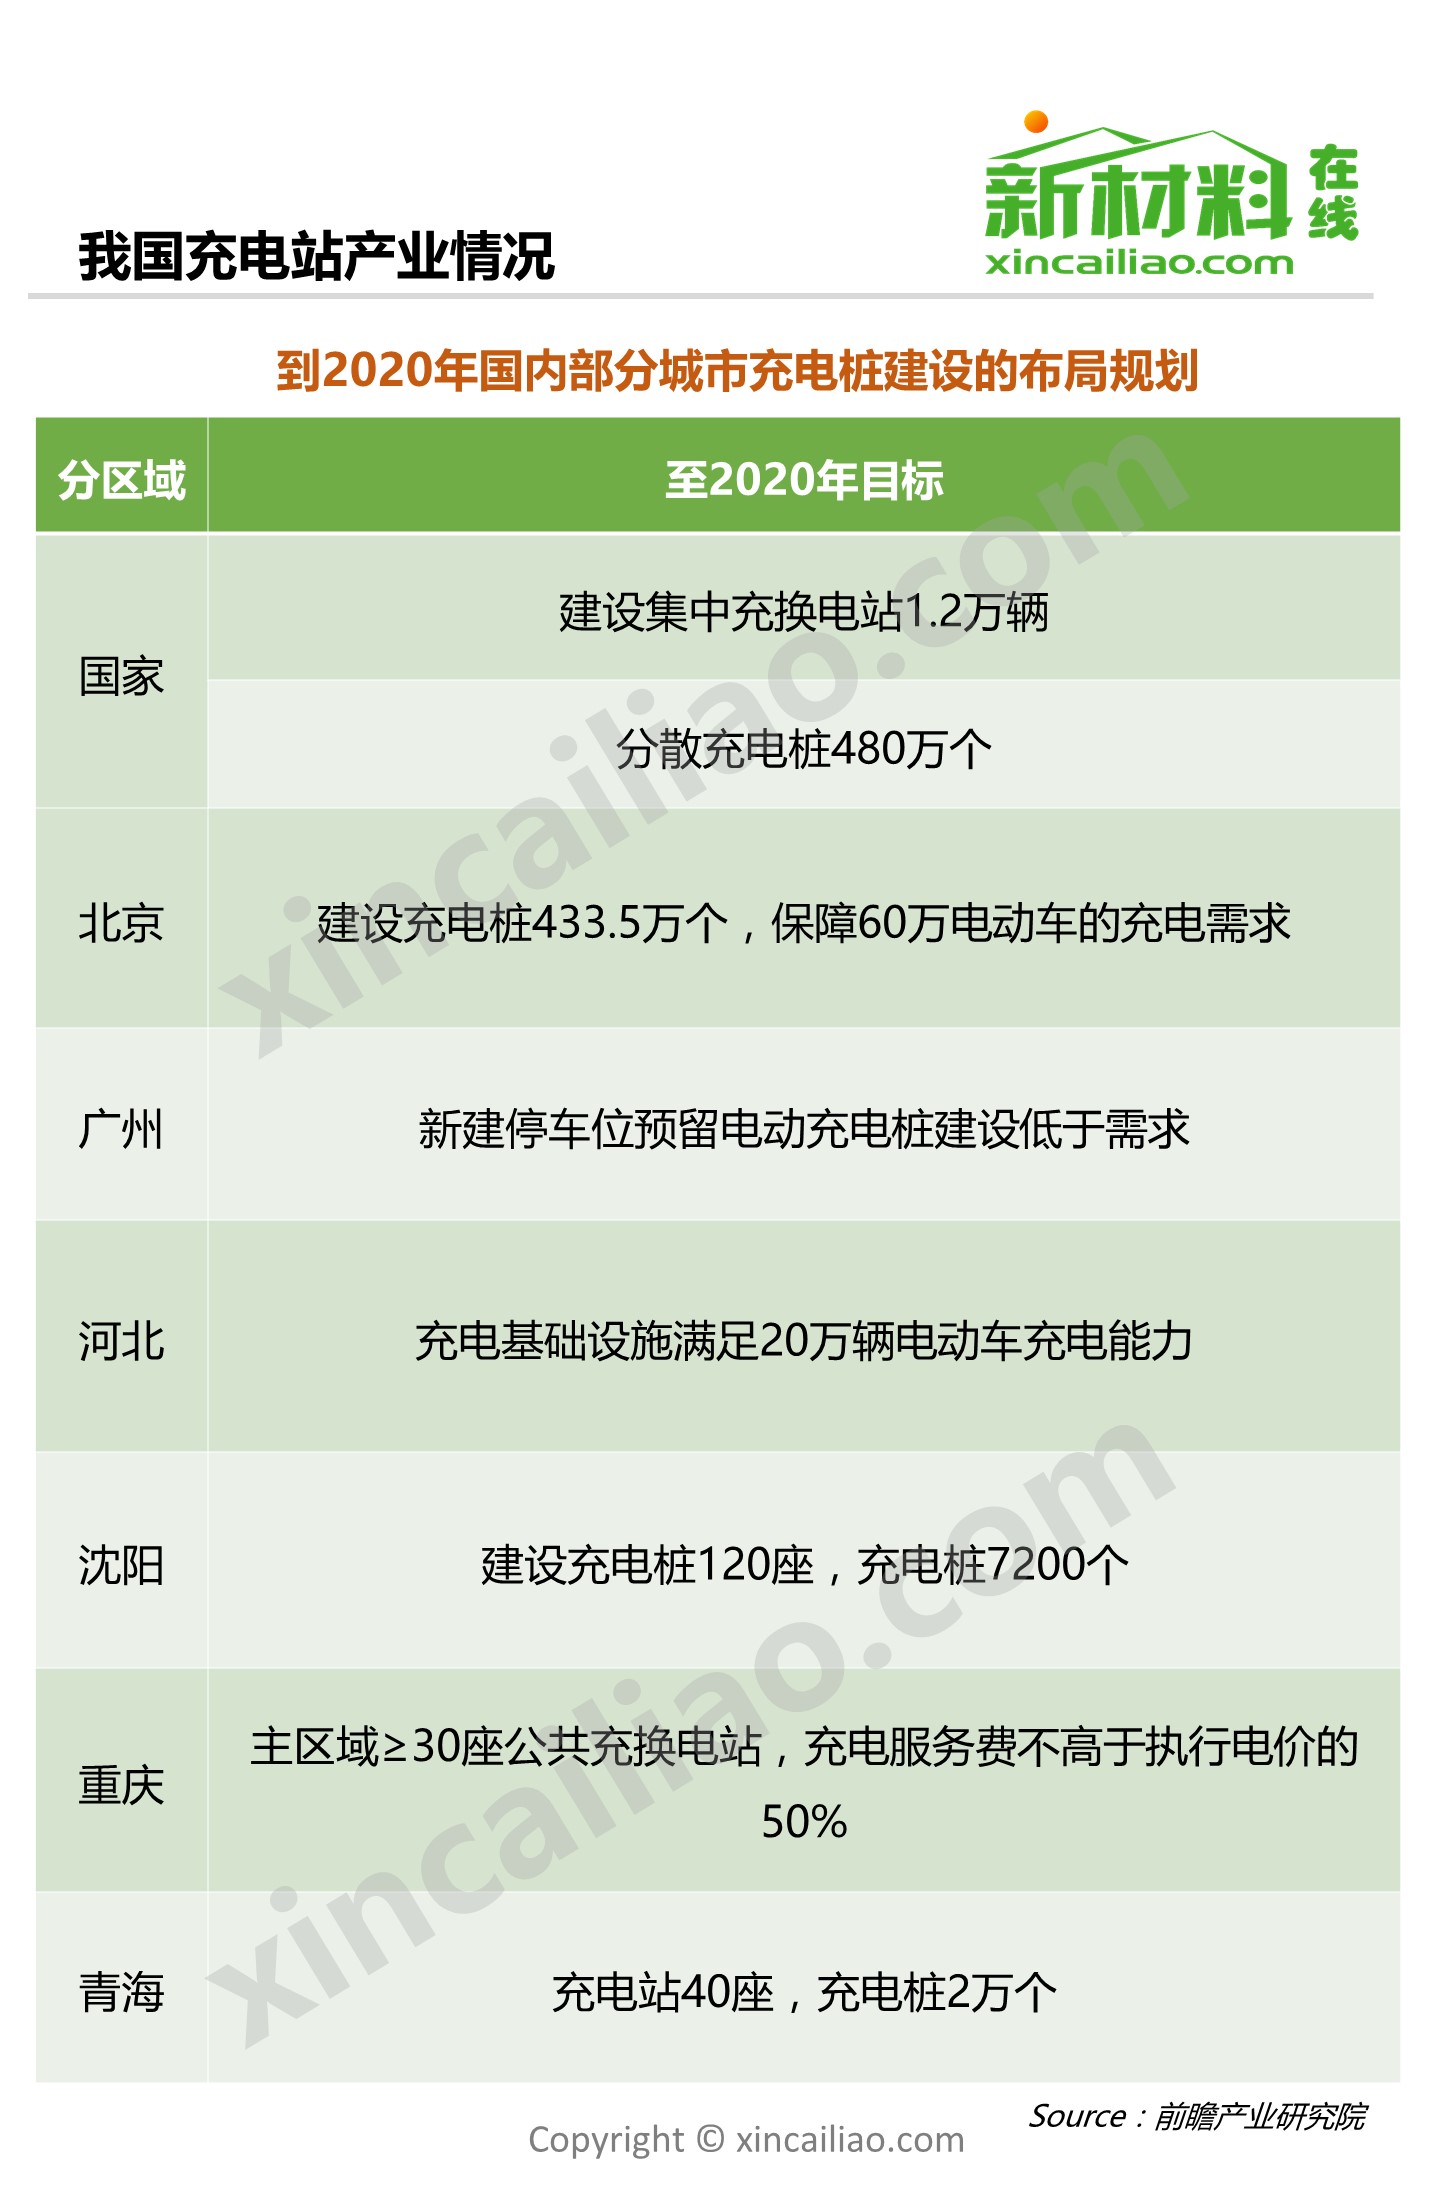 新材料在线
xincailiao.com
我国充电站产业情况
到2020年国内部分城市充电桩建设的布局规划
分区域 至2020年目标
国家 建设集中充换电站1.2万辆
分散充电桩480万个
北京 建设充电桩433.5万个，保障60万电动车的充电需求
广州 新建停车位预留电动充电桩建设低于需求
河北 充电基础设施满足20万辆电动车充电能力
沈阳 建设充电桩120座，充电桩7200个
重庆 主区域≥30座公共充换电站，充电服务费不高于执行电价的
50%
青海 充电站40座，充电桩2万个
xincailiao.com
xincailiao.com
Source：前瞻产业研究院
Copyright © xincailiao.com